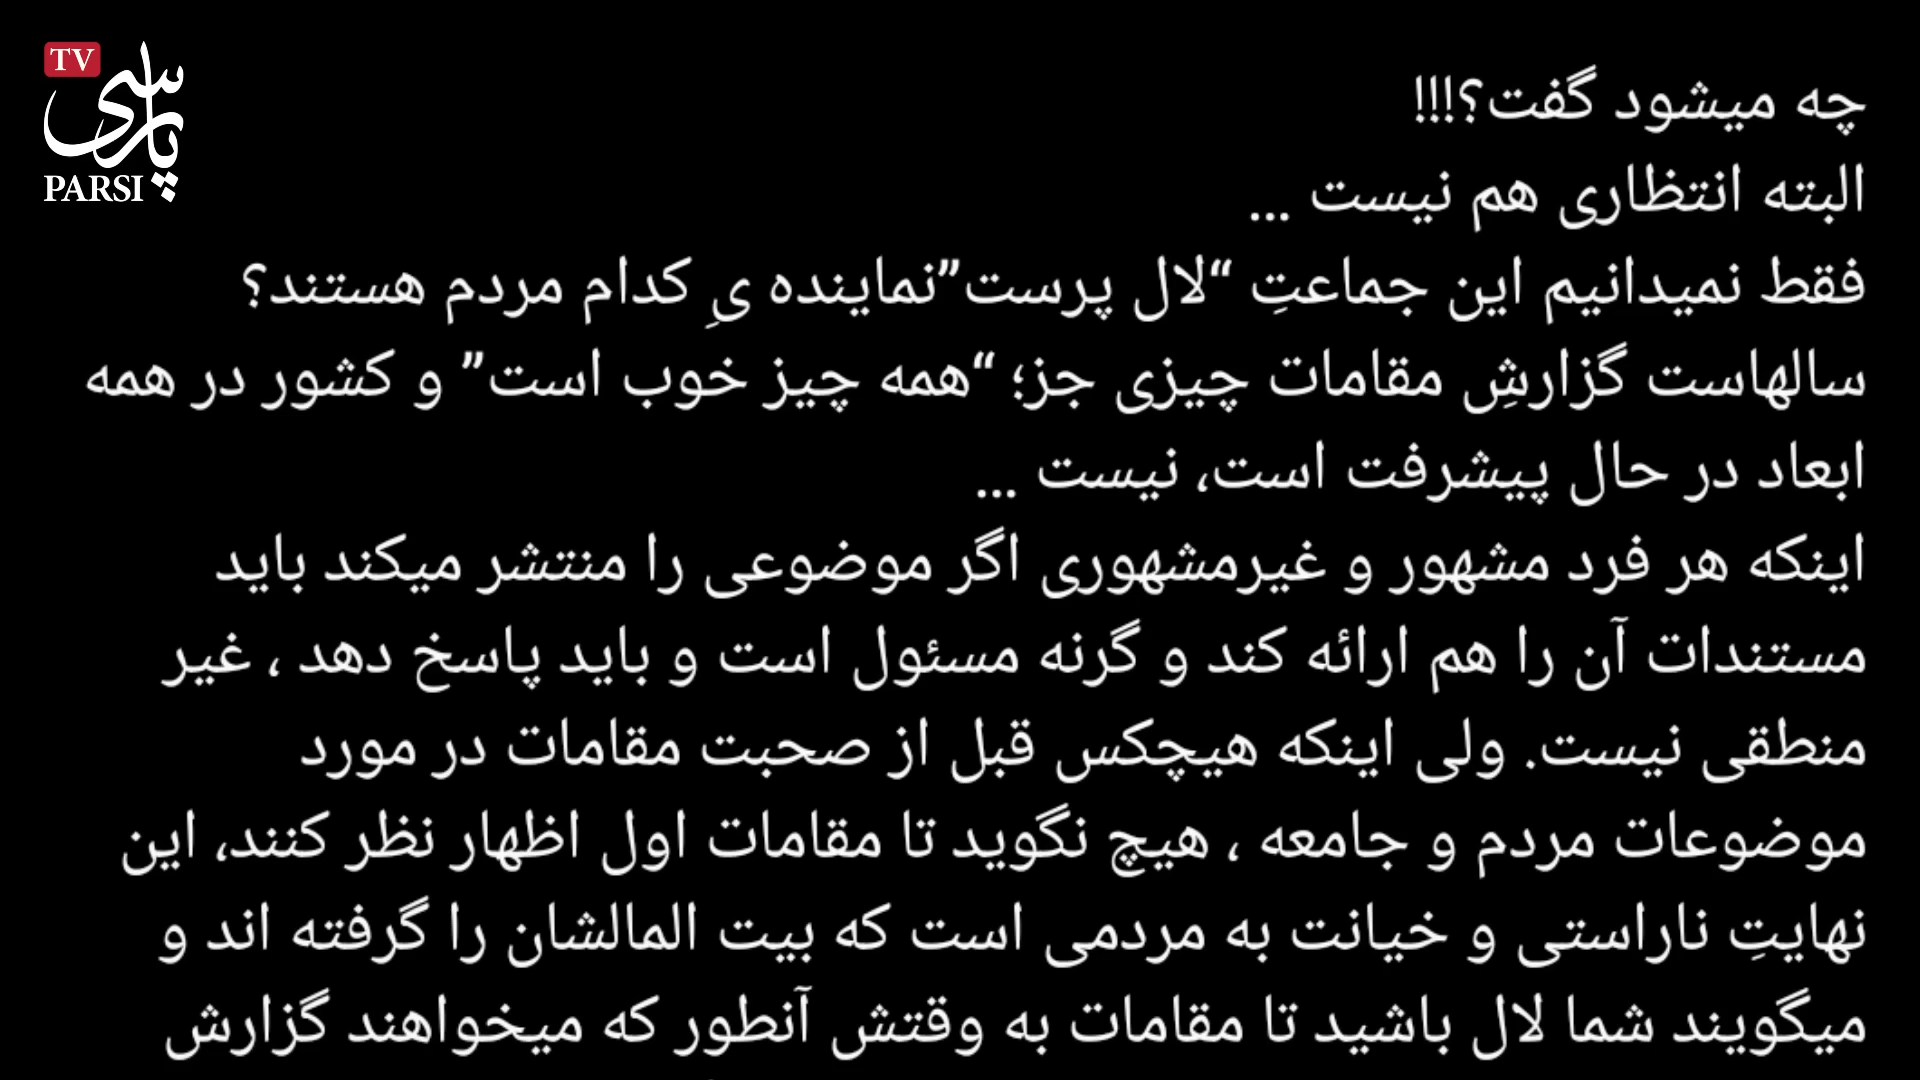 TV
پارسی
PARSI
چه میشود گفت؟!!!
البته انتظاری هم نیست ...
فقط نمیدانیم این جماعتِ “لال پرست”نماینده یِ کدام مردم هستند؟
سالهاست گزارشِ مقامات چیزی جز؛ “همه چیز خوب است” و کشور در همه
ابعاد در حال پیشرفت است، نیست ...
اینکه هر فرد مشهور و غیرمشهوری اگر موضوعی را منتشر میکند باید
مستندات آن را هم ارائه کند و گرنه مسئول است و باید پاسخ دهد ، غیر
منطقی نیست. ولی اینکه هیچکس قبل از صحبت مقامات در مورد
موضوعات مردم و جامعه ، هیچ نگوید تا مقامات اول اظهار نظر کنند، این
نهایتِ ناراستی و خیانت به مردمی است که بیت المالشان را گرفته اند و
میگویند شما لال باشید تا مقامات به وقتش آنطور که میخواهند گزارش